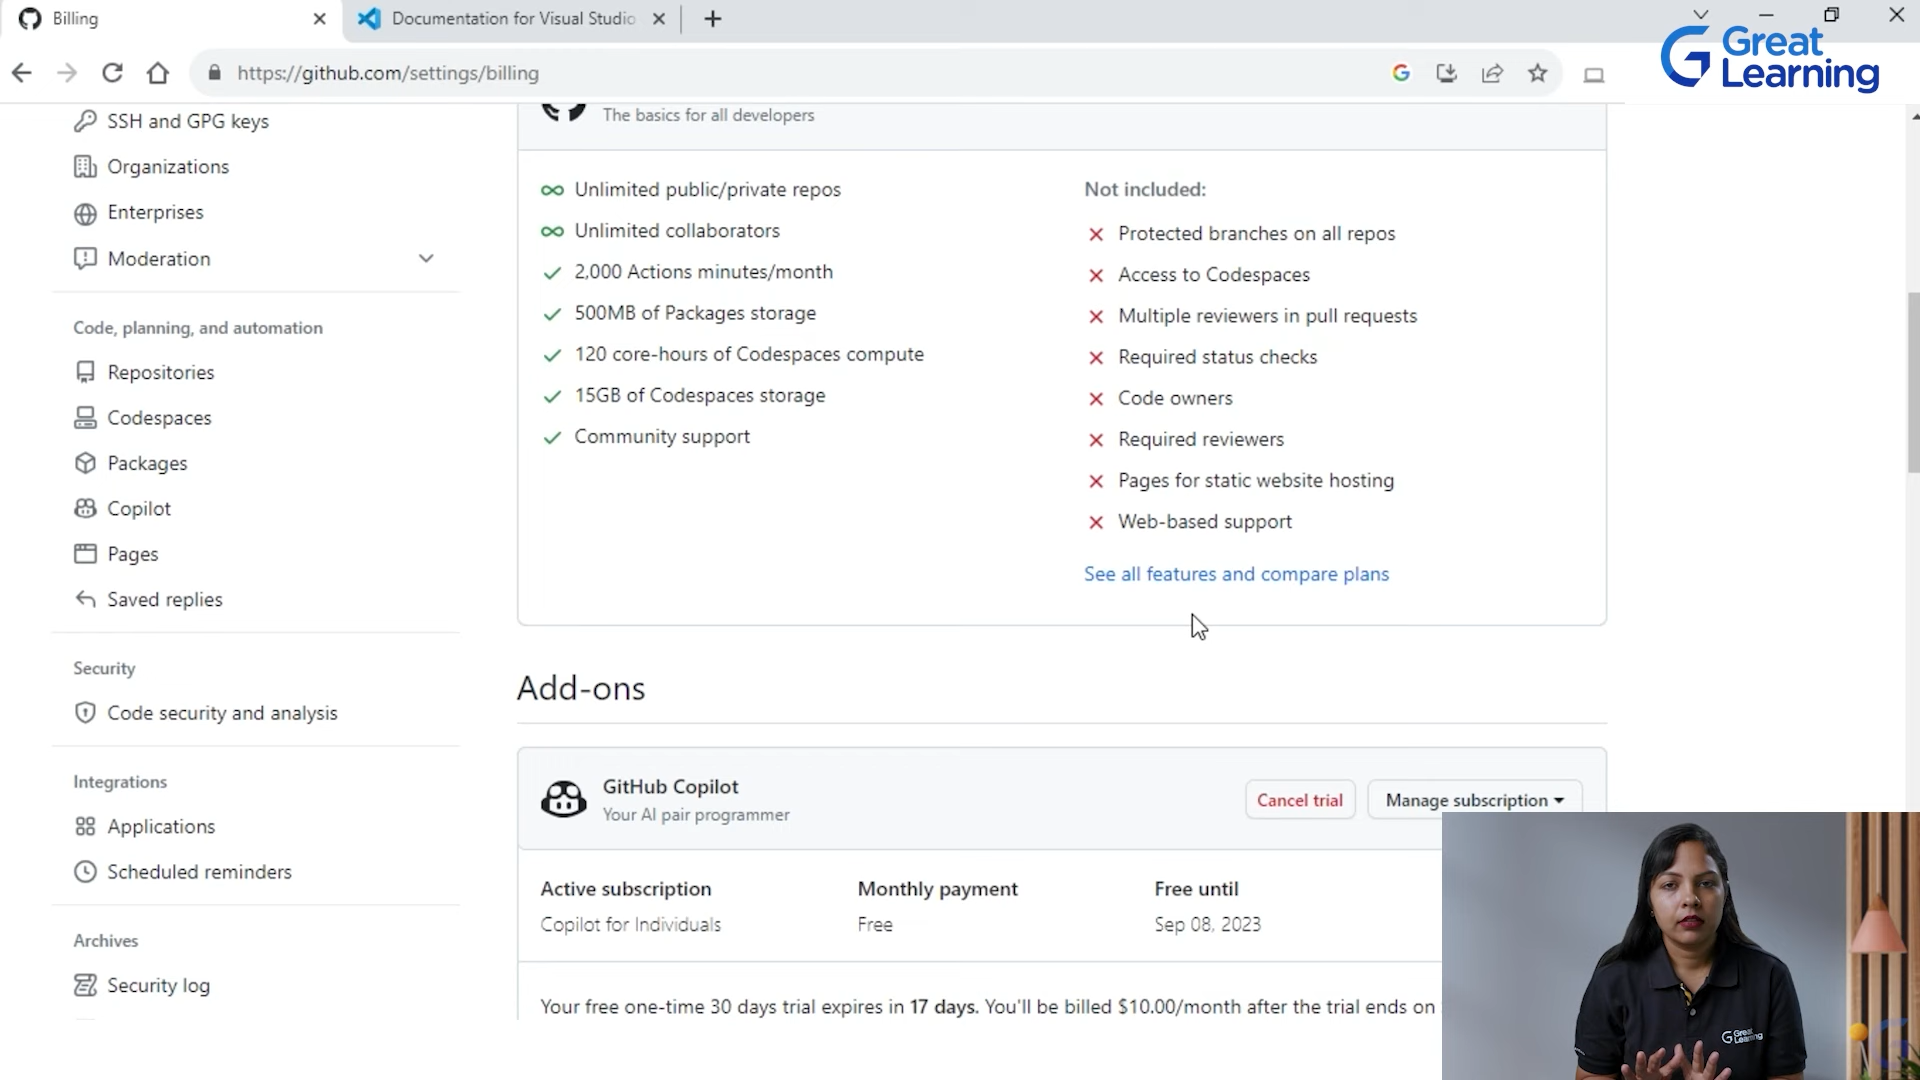 Billing
Documentation for Visual Studio
https://github.com/settings/billing
Great
Learning
SSH and GPG keys
Organizations
Enterprises
Moderation
Code, planning, and automation
Repositories
Codespaces
Packages
Copilot
Pages
Saved replies
Security
Code security and analysis
Integrations
Applications
Scheduled reminders
Archives
Security log
The basics for all developers
Unlimited public/private repos
Unlimited collaborators
2,000 Actions minutes/month
500MB of Packages storage
120 core-hours of Codespaces compute
15GB of Codespaces storage
Community support
Not included:
Protected branches on all repos
Access to Codespaces
Multiple reviewers in pull requests
Required status checks
Code owners
Required reviewers
Pages for static website hosting
Web-based support
See all features and compare plans
Add-ons
GitHub Copilot
Your AI pair programmer
Cancel trial
Manage subscription
Active subscription
Copilot for Individuals
Monthly payment
Free
Free until
Sep 08, 2023
Your free one-time 30 days trial expires in 17 days. You'll be billed $10.00/month after the trial ends on
Great
Learning